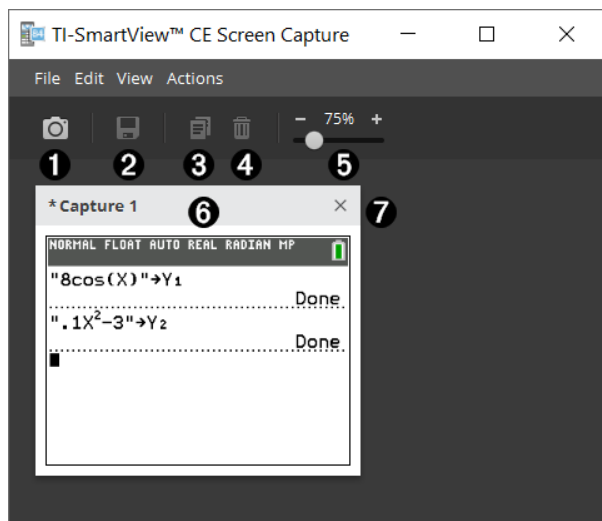 TI-SmartView™ CE Screen Capture
File Edit View Actions
− 75% +
1 2 3 4 5
*Capture 1 6 7
NORMAL FLOAT AUTO REAL RADIAN MP
"8cos(X)"→Y₁
Done
".1X²−3"→Y₂
Done